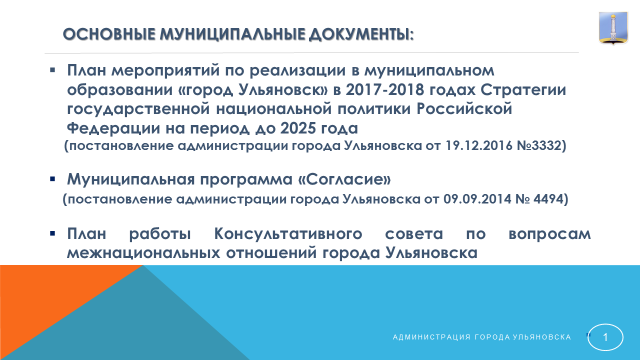 ОСНОВНЫЕ МУНИЦИПАЛЬНЫЕ ДОКУМЕНТЫ:
▪ План мероприятий по реализации в муниципальном
образовании «город Ульяновск» в 2017-2018 годах Стратегии
государственной национальной политики Российской
Федерации на период до 2025 года
(постановление администрации города Ульяновска от 19.12.2016 №3332)
▪ Муниципальная программа «Согласие»
(постановление администрации города Ульяновска от 09.09.2014 № 4494)
▪ План работы Консультативного совета по вопросам
межнациональных отношений города Ульяновска
АДМИНИСТРАЦИЯ ГОРОДА УЛЬЯНОВСКА
1